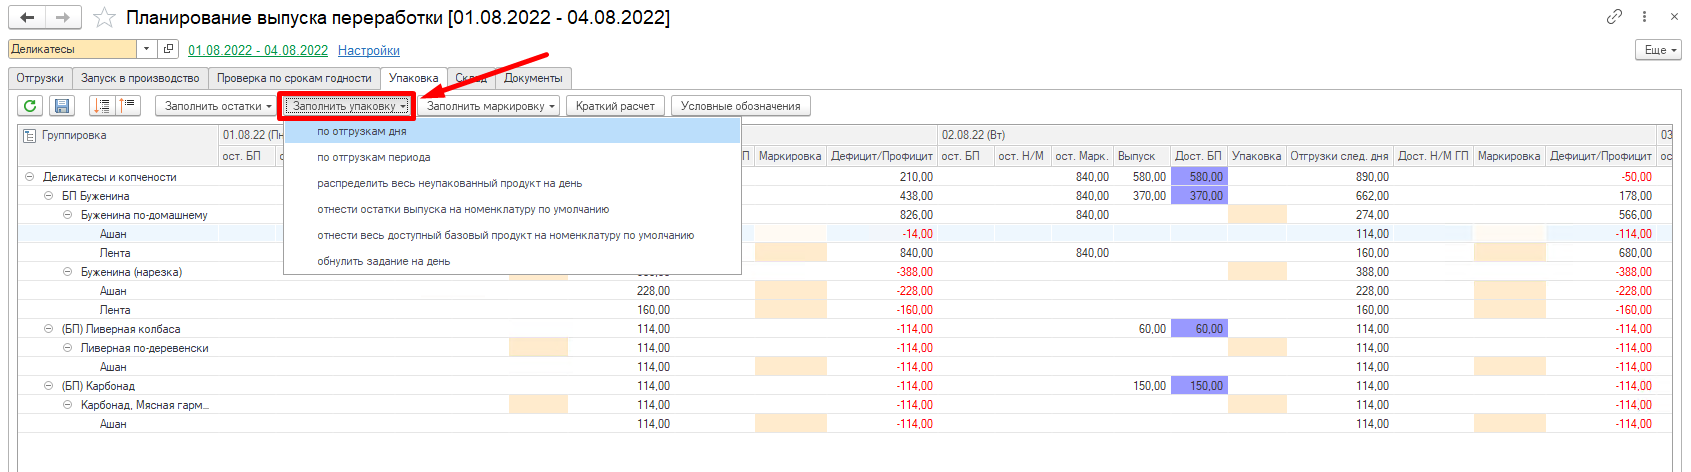 Планирование выпуска переработки [01.08.2022 - 04.08.2022]
Деликатесы 01.08.2022 - 04.08.2022 Настройки Еще
Отгрузки Запуск в производство Проверка по срокам годности Упаковка Склад Документы
Заполнить остатки Заполнить упаковку Заполнить маркировку Краткий расчет Условные обозначения
Группировка 01.08.22 (Пн 02.08.22 (Вт) 03
ост. БП П Маркировка Дефицит/Профицит ост. БП ост. Н/М ост. Марк. Выпуск Дост. БП Упаковка Отгрузки след. дня Дост. Н/М ГП Маркировка Дефицит/Профицит ос
по отгрузкам дня
по отгрузкам периода
распределить весь неупакованный продукт на день
отнести остатки выпуска на номенклатуру по умолчанию
отнести весь доступный базовый продукт на номенклатуру по умолчанию
обнулить задание на день
Деликатесы и копчености 210,00 840,00 580,00 580,00 890,00 -50,00
БП Буженина 438,00 840,00 370,00 370,00 662,00 178,00
Буженина по-домашнему 826,00 840,00 274,00 566,00
Ашан -14,00 114,00 -114,00
Лента 840,00 840,00 160,00 680,00
Буженина (нарезка) -388,00 388,00 -388,00
Ашан 228,00 -228,00 228,00 -228,00
Лента 160,00 -160,00 160,00 -160,00
(БП) Ливерная колбаса 114,00 -114,00 60,00 60,00 114,00 -114,00
Ливерная по-деревенски 114,00 -114,00 114,00 -114,00
Ашан 114,00 -114,00 114,00 -114,00
(БП) Карбонад 114,00 -114,00 150,00 150,00 114,00 -114,00
Карбонад, Мясная гарм... 114,00 -114,00 114,00 -114,00
Ашан 114,00 -114,00 114,00 -114,00